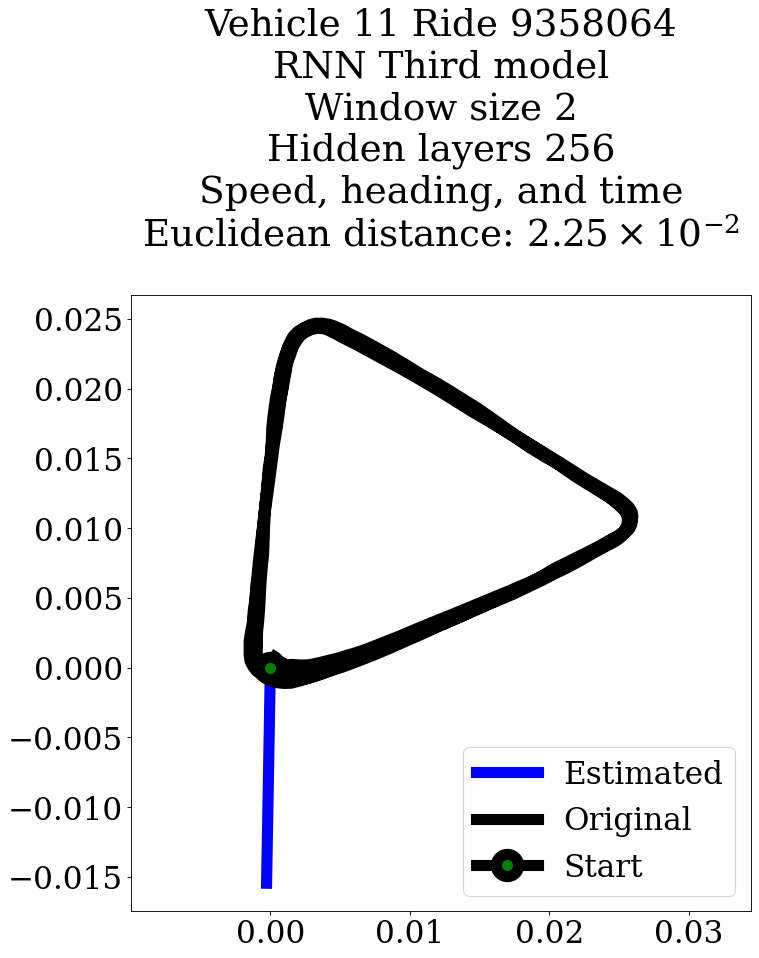 Vehicle 11 Ride 9358064
RNN Third model
Window size 2
Hidden layers 256
Speed, heading, and time
Euclidean distance: 2.25 × 10⁻²
0.025
0.020
0.015
0.010
0.005
0.000
−0.005
−0.010
−0.015
Estimated
Original
Start
0.00 0.01 0.02 0.03